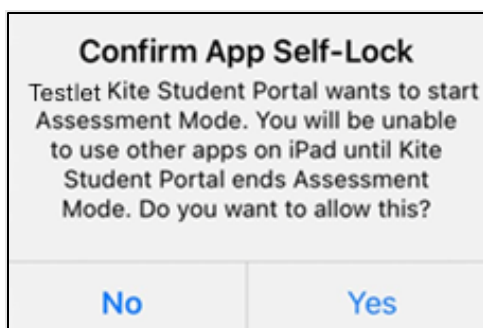 Confirm App Self-Lock
Testlet Kite Student Portal wants to start
Assessment Mode. You will be unable
to use other apps on iPad until Kite
Student Portal ends Assessment
Mode. Do you want to allow this?
No
Yes